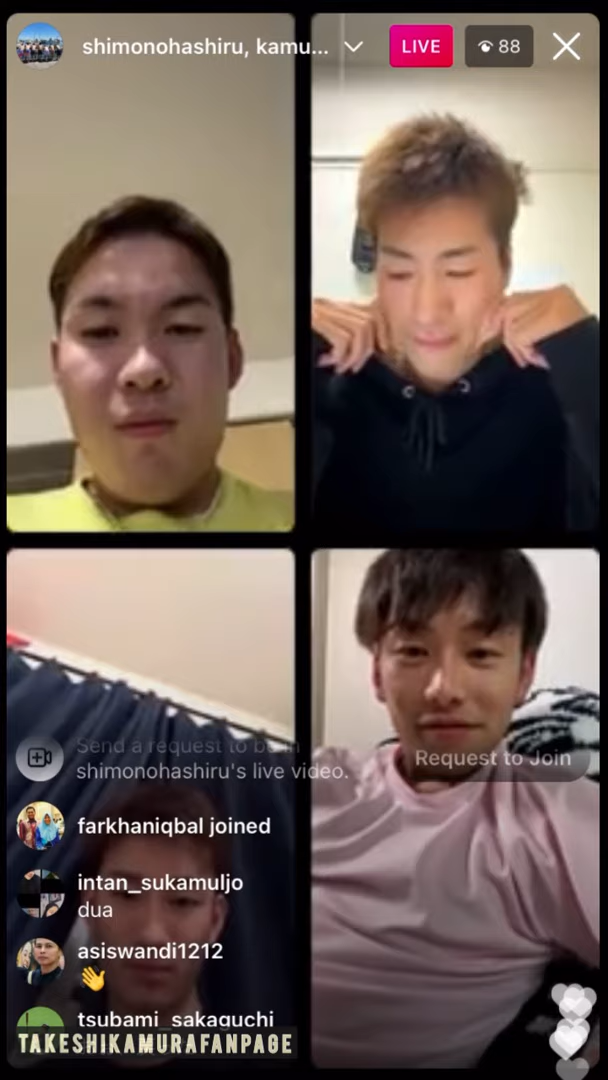 shimonohashiru, kamu...
LIVE
88
Send a request to be in
shimonohashiru's live video.
Request to Join
farkhaniqbal joined
intan_sukamuljo
dua
asiswandi1212
👋
tsubami_sakaguchi
TAKESHIKAMURAFANPAGE